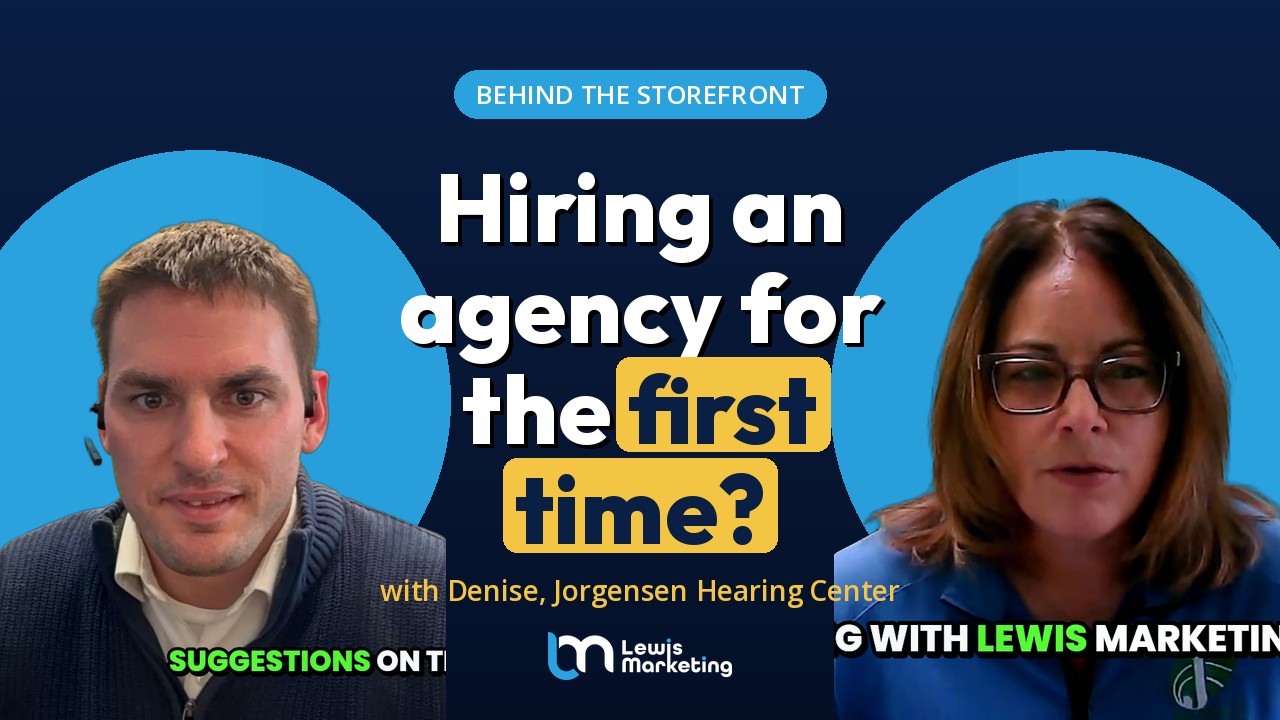 BEHIND THE STOREFRONT
Hiring an
agency for
the first
time?
with Denise, Jorgensen Hearing Center
SUGGESTIONS ON T
G WITH LEWIS MARKETIN
Lewis
Marketing